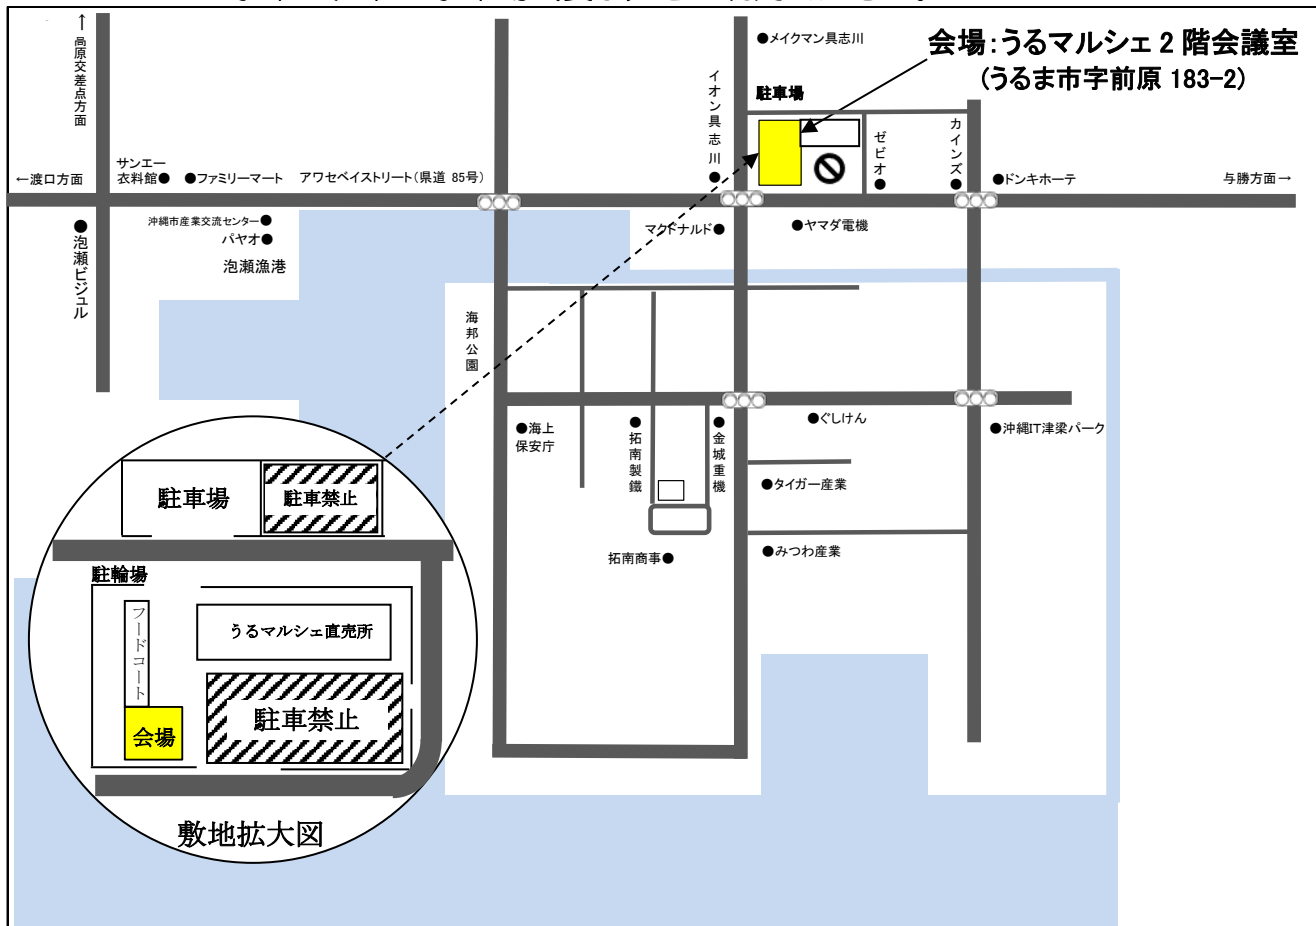 ↑高原交差点方面
●メイクマン具志川
会場：うるマルシェ2階会議室
（うるま市字前原 183-2）
イオン具志川●
駐車場
ゼビオ●
カインズ●
サンエー
衣料館●
●ファミリーマート
アワセベイストリート（県道 85号）
←渡口方面
●ドンキホーテ
与勝方面→
●泡瀬ビジュル
沖縄市産業交流センター●
パヤオ●
泡瀬漁港
マクドナルド●
●ヤマダ電機
海邦公園
●海上
保安庁
●拓南製鐵
●金城重機
●ぐしけん
●沖縄IT津梁パーク
●タイガー産業
拓南商事●
●みつわ産業
駐車場
駐車禁止
駐輪場
フードコート
うるマルシェ直売所
会場
駐車禁止
敷地拡大図